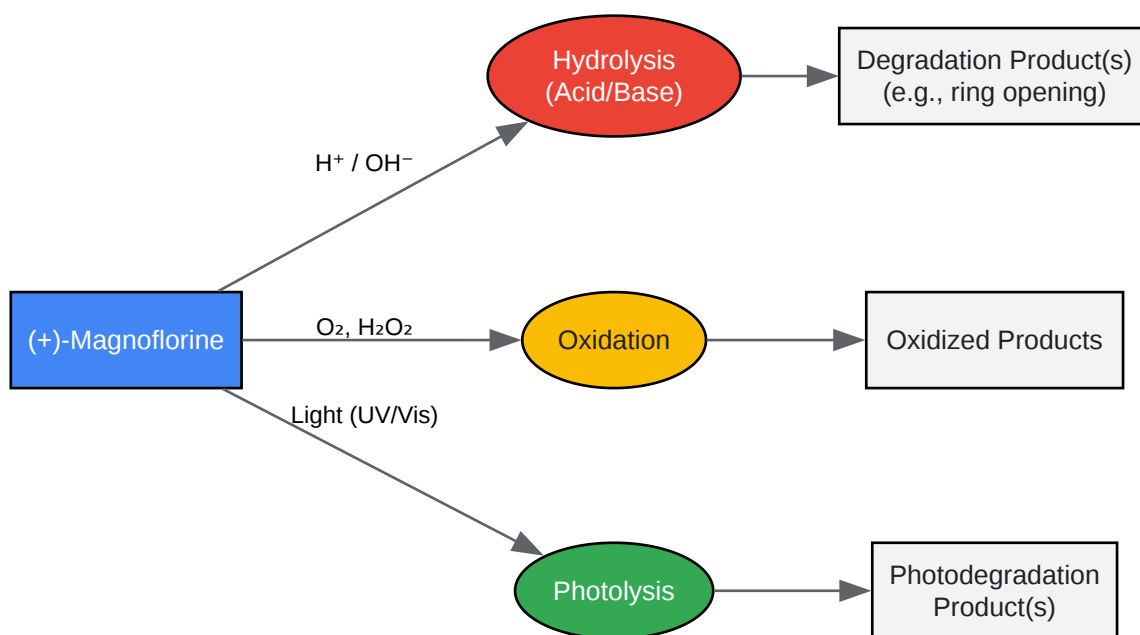 Hydrolysis
(Acid/Base)
Degradation Product(s)
(e.g., ring opening)
H⁺ / OH⁻
(+)-Magnoflorine
O₂, H₂O₂
Oxidation
Oxidized Products
Light (UV/Vis)
Photolysis
Photodegradation
Product(s)